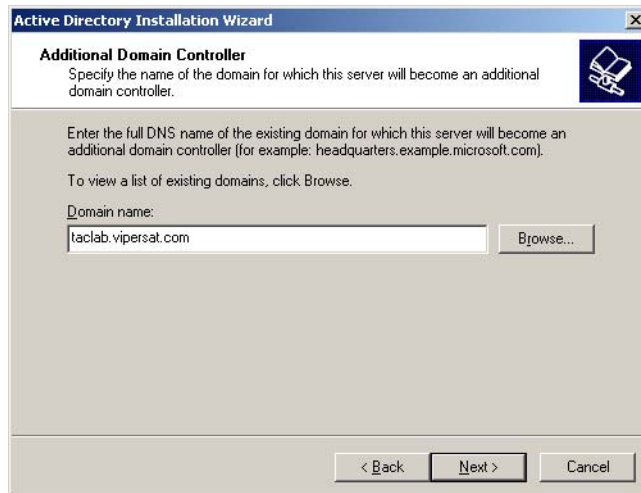 Active Directory Installation Wizard
Additional Domain Controller
Specify the name of the domain for which this server will become an additional
domain controller.
Enter the full DNS name of the existing domain for which this server will become an
additional domain controller (for example: headquarters.example.microsoft.com).
To view a list of existing domains, click Browse.
Domain name:
taclab.vipersat.com
Browse...
< Back
Next >
Cancel